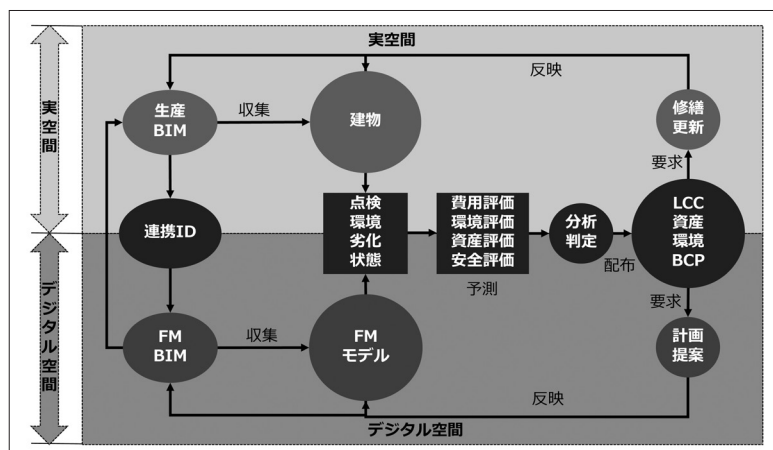 実空間
反映
実空間
生産
BIM
収集
建物
修繕
更新
要求
点検
環境
劣化
状態
費用評価
環境評価
資産評価
安全評価
予測
分析
判定
配布
LCC
資産
環境
BCP
連携ID
要求
デジタル空間
FM
BIM
収集
FM
モデル
計画
提案
反映
デジタル空間